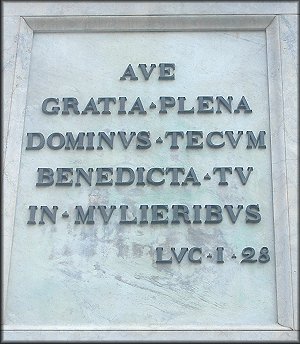 AVE
GRATIA·PLENA
DOMINVS·TECVM
BENEDICTA·TV
IN·MVLIERIBVS
LVC·I·28